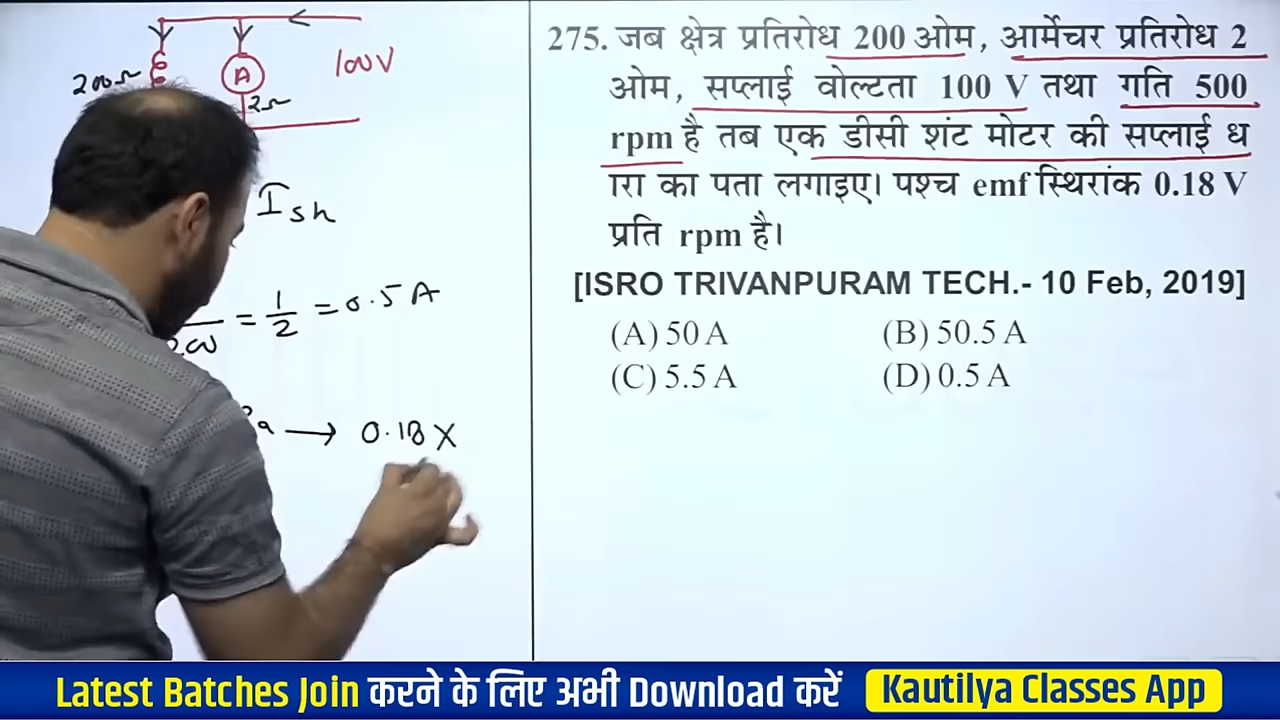 200Ω
A
100V
2Ω
Ish
= 1/2 = 0.5 A
→ 0.18 ×
275. जब क्षेत्र प्रतिरोध 200 ओम, आर्मेचर प्रतिरोध 2
ओम, सप्लाई वोल्टता 100 V तथा गति 500
rpm है तब एक डीसी शंट मोटर की सप्लाई ध
ारा का पता लगाइए। पश्च emf स्थिरांक 0.18 V
प्रति rpm है।
[ISRO TRIVANPURAM TECH.- 10 Feb, 2019]
(A) 50 A (B) 50.5 A
(C) 5.5 A (D) 0.5 A
Latest Batches Join करने के लिए अभी Download करें Kautilya Classes App